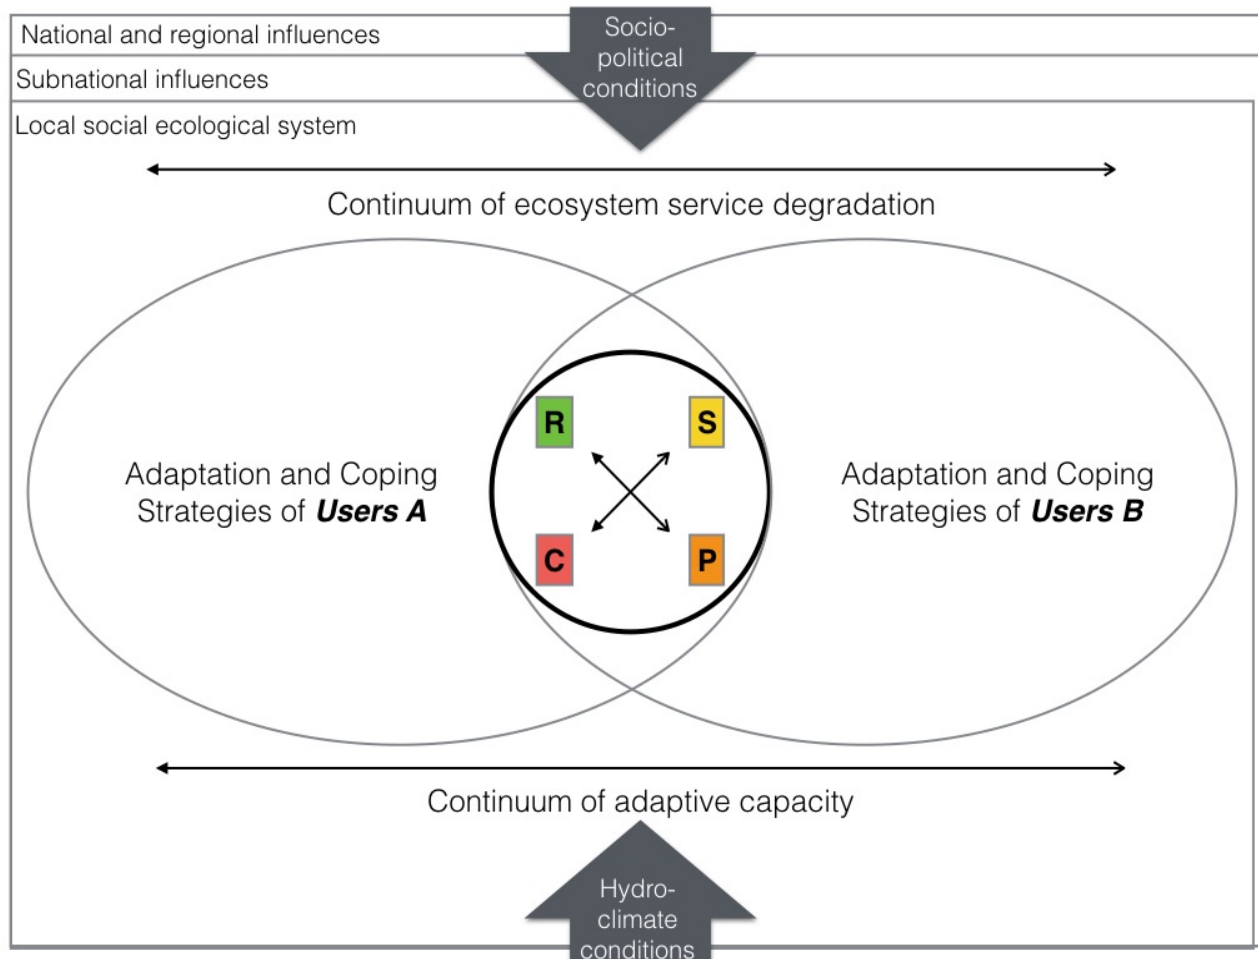 National and regional influences
Subnational influences
Local social ecological system
Socio-
political
conditions
Continuum of ecosystem service degradation
Adaptation and Coping
Strategies of Users A
R
S
C
P
Adaptation and Coping
Strategies of Users B
Continuum of adaptive capacity
Hydro-
climate
conditions